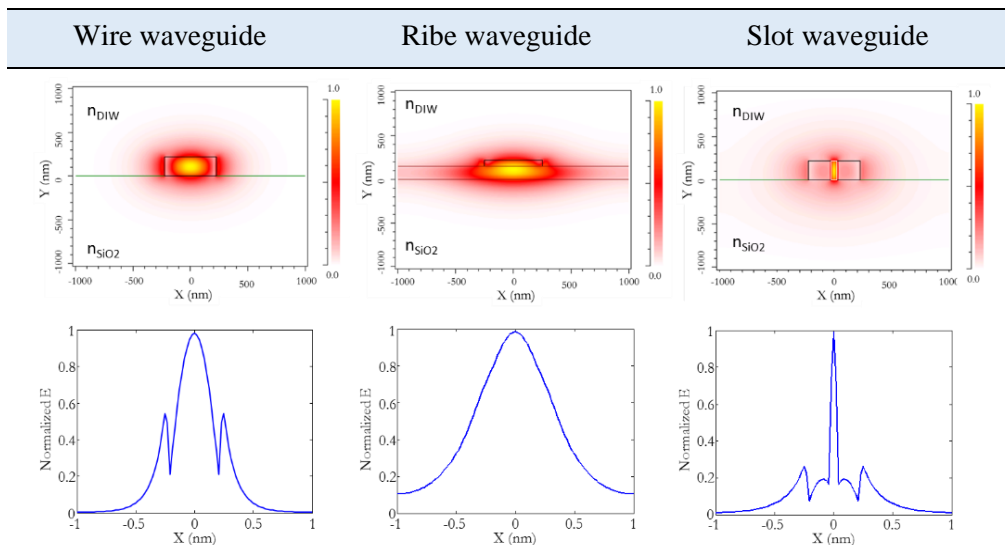 Wire waveguide Ribe waveguide Slot waveguide
1000 nDIW 1.0 1000 nDIW 1.0 1000 nDIW 1.0
500 500 500
Y (nm) 0 Y (nm) 0 Y (nm) 0
-500 nSiO2 -500 nSiO2 -500 nSiO2
-1000 0.0 -1000 0.0 -1000 0.0
-1000 -500 0 500 1000 -1000 -500 0 500 1000 -1000 -500 0 500 1000
X (nm) X (nm) X (nm)
1 1 1
0.8 0.8 0.8
0.6 0.6 0.6
Normalized E Normalized E Normalized E
0.4 0.4 0.4
0.2 0.2 0.2
0 0 0
-1 -0.5 0 0.5 1 -1 -0.5 0 0.5 1 -1 -0.5 0 0.5 1
X (nm) X (nm) X (nm)